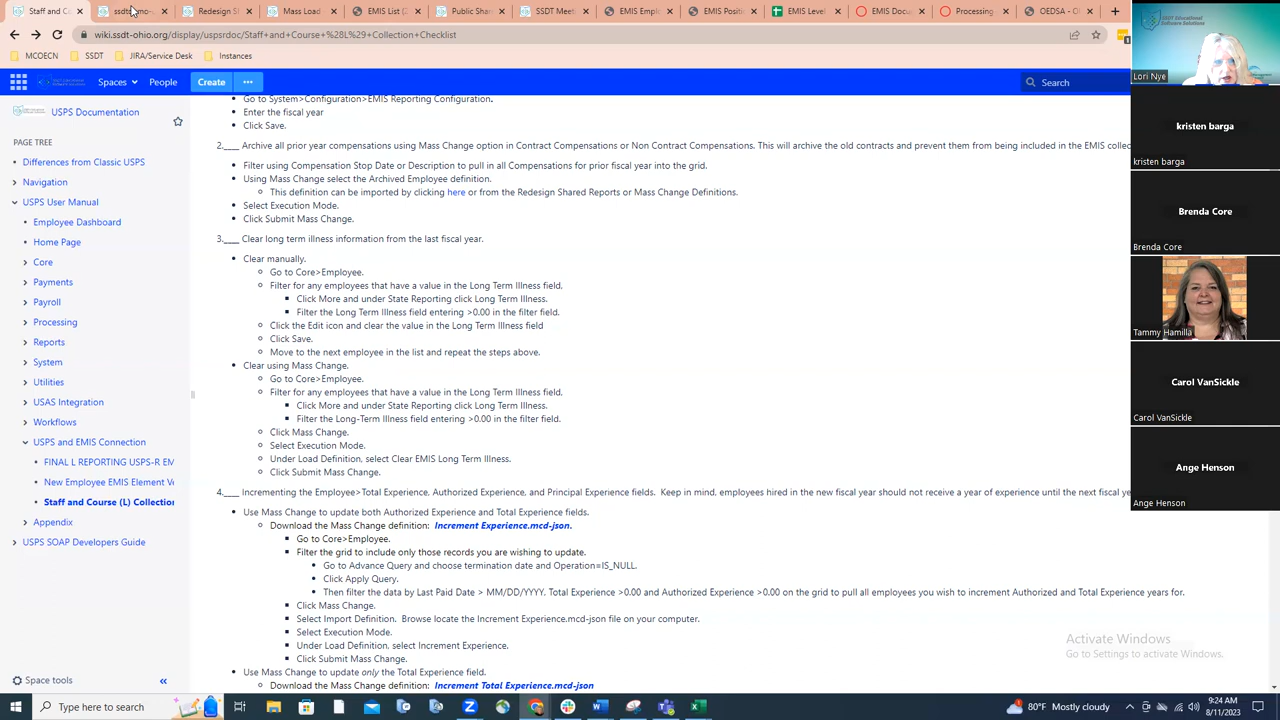 Staff and C
ssdtdemo
Redesign S
Mass Load
Public Shar
SSDT Meet
EMIS Empl
EMIS Posit
EMIS Docu
Processing
OEDSA - O
wiki.ssdt-ohio.org/display/uspsdoc/Staff+and+Course+%2BL%29+Collection+Checklist
MCOECN
SSDT
JIRA/Service Desk
Instances
Spaces
People
Create
Search
USPS Documentation
PAGE TREE
Differences from Classic USPS
Navigation
USPS User Manual
Employee Dashboard
Home Page
Core
Payments
Payroll
Processing
Reports
System
Utilities
USAS Integration
Workflows
USPS and EMIS Connection
FINAL L REPORTING USPS-R EM
New Employee EMIS Element Ve
Staff and Course (L) Collection
Appendix
USPS SOAP Developers Guide
Space tools
Go to System>Configuration>EMIS Reporting Configuration.
Enter the fiscal year
Click Save.
2.____ Archive all prior year compensations using Mass Change option in Contract Compensations or Non Contract Compensations. This will archive the old contracts and prevent them from being included in the EMIS collec
Filter using Compensation Stop Date or Description to pull in all Compensations for prior fiscal year into the grid.
Using Mass Change select the Archived Employee definition.
This definition can be imported by clicking here or from the Redesign Shared Reports or Mass Change Definitions.
Select Execution Mode.
Click Submit Mass Change.
3.____ Clear long term illness information from the last fiscal year.
Clear manually.
Go to Core>Employee.
Filter for any employees that have a value in the Long Term Illness field,
Click More and under State Reporting click Long Term Illness.
Filter the Long Term Illness field entering >0.00 in the filter field.
Click the Edit icon and clear the value in the Long Term Illness field
Click Save.
Move to the next employee in the list and repeat the steps above.
Clear using Mass Change.
Go to Core>Employee.
Filter for any employees that have a value in the Long Term Illness field,
Click More and under State Reporting click Long Term Illness.
Filter the Long-Term Illness field entering >0.00 in the filter field.
Click Mass Change.
Select Execution Mode.
Under Load Definition, select Clear EMIS Long Term Illness.
Click Submit Mass Change.
4.____ Incrementing the Employee>Total Experience, Authorized Experience, and Principal Experience fields. Keep in mind, employees hired in the new fiscal year should not receive a year of experience until the next fiscal ye
Use Mass Change to update both Authorized Experience and Total Experience fields.
Download the Mass Change definition: Increment Experience.mcd-json.
Go to Core>Employee.
Filter the grid to include only those records you are wishing to update.
Go to Advance Query and choose termination date and Operation=IS_NULL.
Click Apply Query.
Then filter the data by Last Paid Date > MM/DD/YYYY. Total Experience >0.00 and Authorized Experience >0.00 on the grid to pull all employees you wish to increment Authorized and Total Experience years for.
Click Mass Change.
Select Import Definition. Browse locate the Increment Experience.mcd-json file on your computer.
Select Execution Mode.
Under Load Definition, select Increment Experience.
Click Submit Mass Change.
Use Mass Change to update only the Total Experience field.
Download the Mass Change definition: Increment Total Experience.mcd-json
Activate Windows
Go to Settings to activate Windows.
Lori Nye
kristen barga
kristen barga
Brenda Core
Brenda Core
Tammy Hamilla
Carol VanSickle
Carol VanSickle
Ange Henson
Ange Henson
Type here to search
80°F Mostly cloudy
9:24 AM
8/11/2023